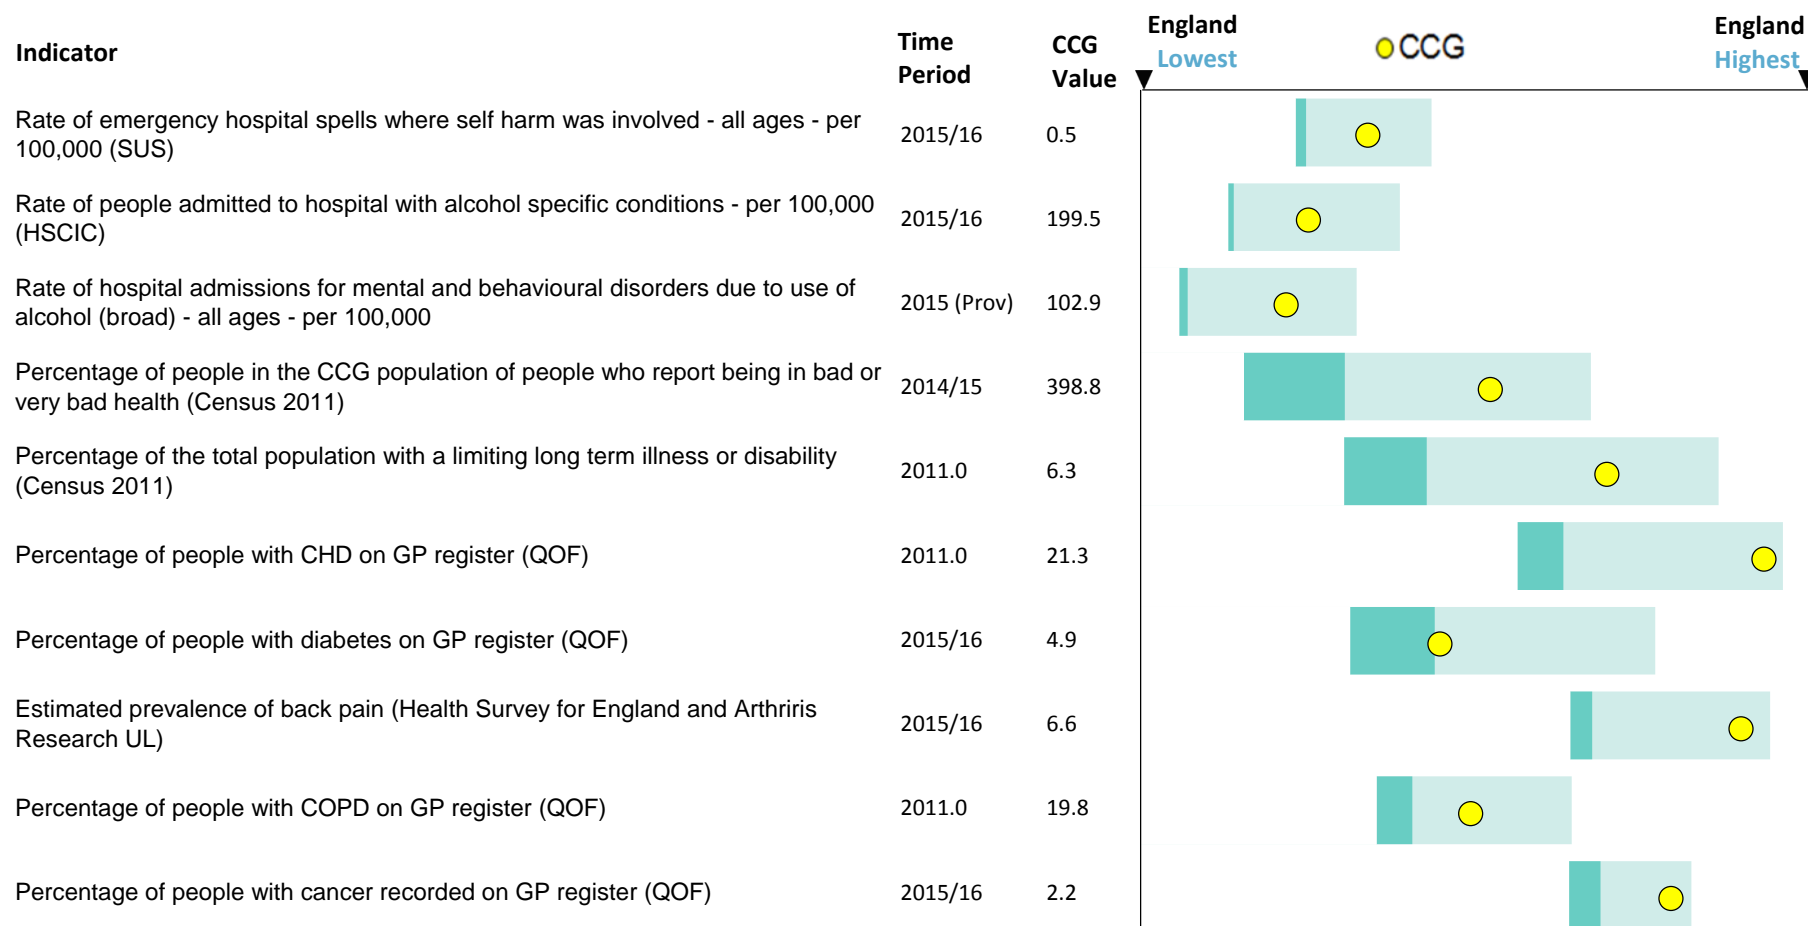 Indicator
Time
Period
CCG
Value
England
Lowest
CCG
England
Highest
Rate of emergency hospital spells where self harm was involved - all ages - per
100,000 (SUS)
2015/16
0.5
Rate of people admitted to hospital with alcohol specific conditions - per 100,000
(HSCIC)
2015/16
199.5
Rate of hospital admissions for mental and behavioural disorders due to use of
alcohol (broad) - all ages - per 100,000
2015 (Prov)
102.9
Percentage of people in the CCG population of people who report being in bad or
very bad health (Census 2011)
2014/15
398.8
Percentage of the total population with a limiting long term illness or disability
(Census 2011)
2011.0
6.3
Percentage of people with CHD on GP register (QOF)
2011.0
21.3
Percentage of people with diabetes on GP register (QOF)
2015/16
4.9
Estimated prevalence of back pain (Health Survey for England and Arthriris
Research UL)
2015/16
6.6
Percentage of people with COPD on GP register (QOF)
2011.0
19.8
Percentage of people with cancer recorded on GP register (QOF)
2015/16
2.2